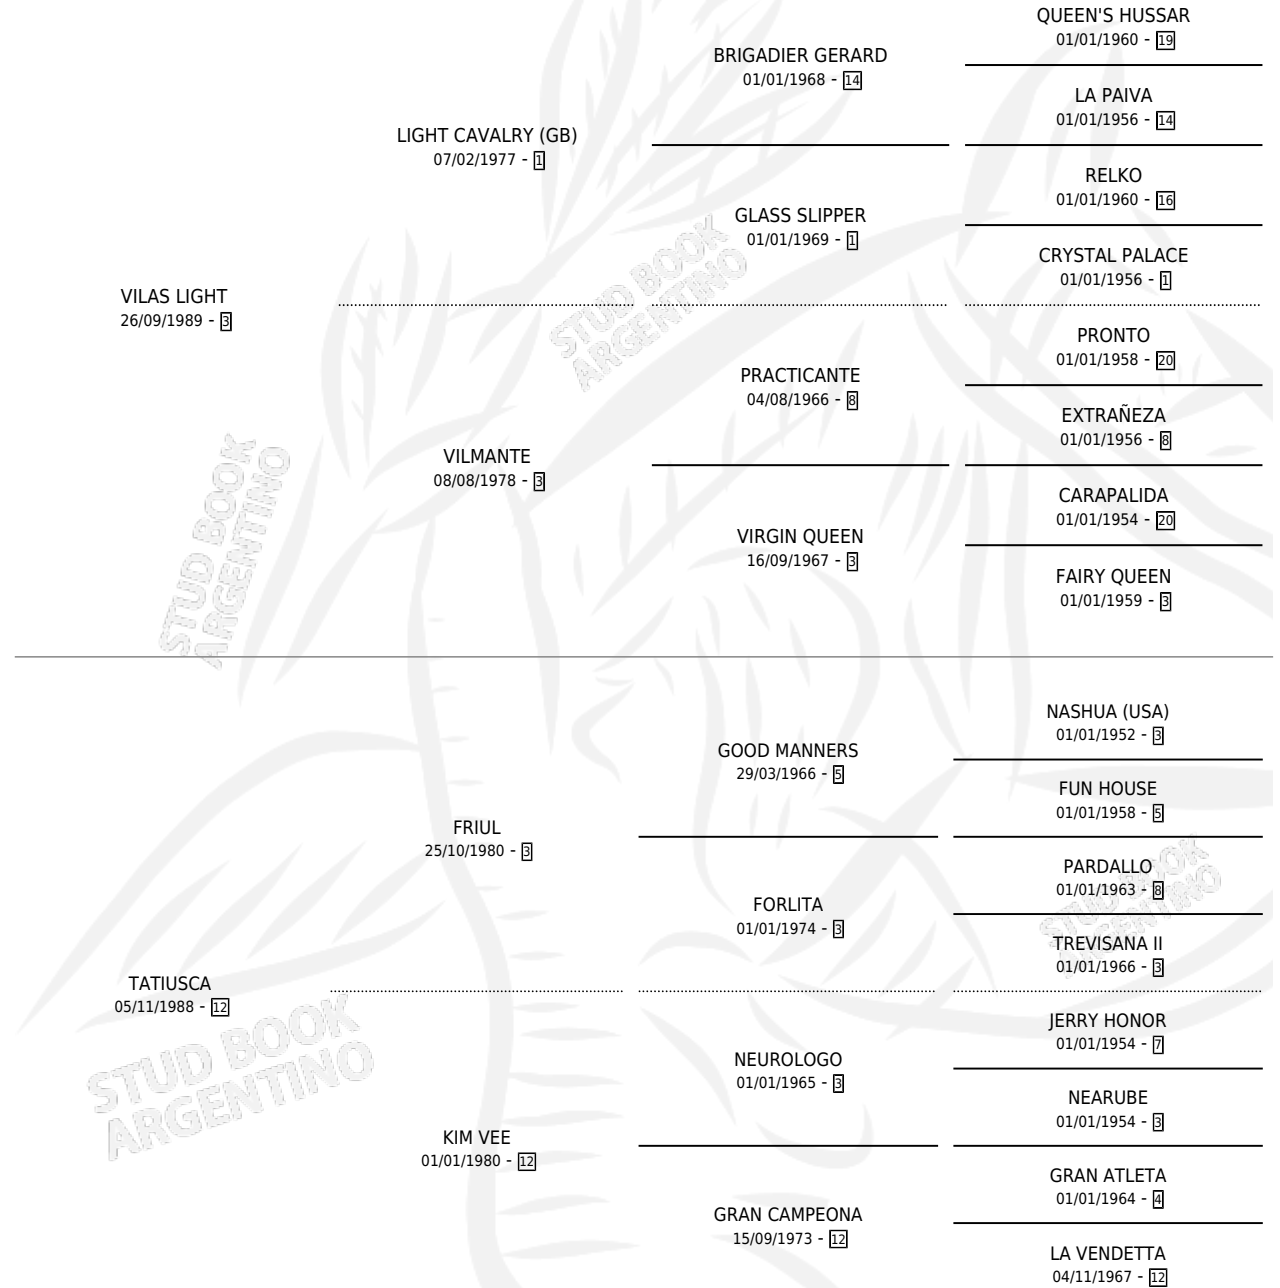 QUEEN'S HUSSAR
01/01/1960 - 19
BRIGADIER GERARD
01/01/1968 - 14
LA PAIVA
01/01/1956 - 14
LIGHT CAVALRY (GB)
07/02/1977 - 1
RELKO
01/01/1960 - 16
GLASS SLIPPER
01/01/1969 - 1
CRYSTAL PALACE
01/01/1956 - 1
VILAS LIGHT
26/09/1989 - 3
STUD BOOK
ARGENTINO
PRONTO
01/01/1958 - 20
PRACTICANTE
04/08/1966 - 8
EXTRAÑEZA
01/01/1956 - 8
VILMANTE
08/08/1978 - 3
CARAPALIDA
01/01/1954 - 20
VIRGIN QUEEN
16/09/1967 - 3
FAIRY QUEEN
01/01/1959 - 3
STUD BOOK
ARGENTINO
NASHUA (USA)
01/01/1952 - 3
GOOD MANNERS
29/03/1966 - 5
FUN HOUSE
01/01/1958 - 5
FRIUL
25/10/1980 - 3
PARDALLO
01/01/1963 - 8
FORLITA
01/01/1974 - 3
TREVISANA II
01/01/1966 - 3
STUD BOOK
ARGENTINO
TATIUSCA
05/11/1988 - 12
JERRY HONOR
01/01/1954 - 7
NEUROLOGO
01/01/1965 - 3
NEARUBE
01/01/1954 - 3
STUD BOOK
ARGENTINO
KIM VEE
01/01/1980 - 12
GRAN ATLETA
01/01/1964 - 4
GRAN CAMPEONA
15/09/1973 - 12
LA VENDETTA
04/11/1967 - 12